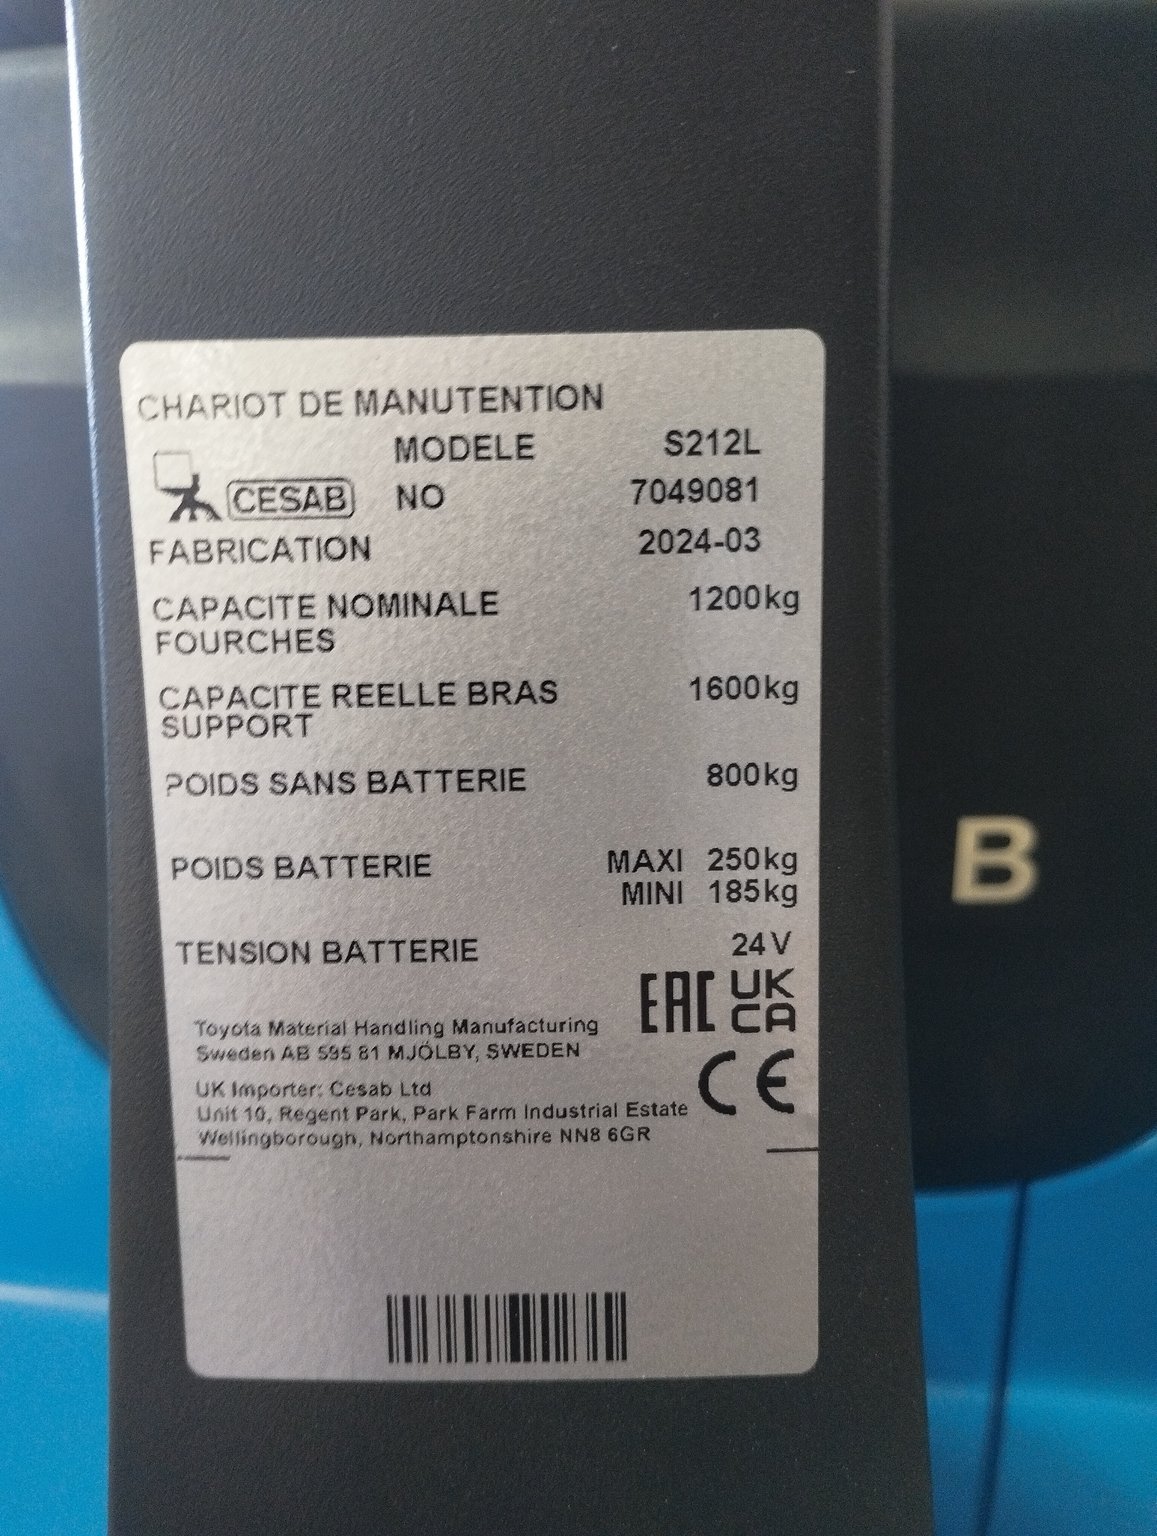 CHARIOT DE MANUTENTION
MODELE S212L
CESAB NO 7049081
FABRICATION 2024-03
CAPACITE NOMINALE 1200kg
FOURCHES
CAPACITE REELLE BRAS 1600kg
SUPPORT
POIDS SANS BATTERIE 800kg
POIDS BATTERIE MAXI 250kg
MINI 185kg
B
TENSION BATTERIE 24V
EAC UK CA
Toyota Material Handling Manufacturing
Sweden AB 595 81 MJÖLBY, SWEDEN
CE
UK Importer: Cesab Ltd
Unit 10, Regent Park, Park Farm Industrial Estate
Wellingborough, Northamptonshire NN8 6GR